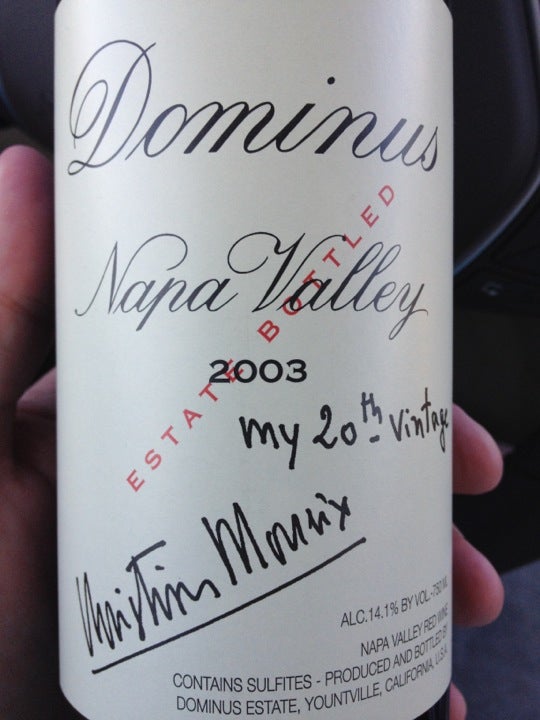 Dominus
Napa Valley
ESTATE BOTTLED
2003
my 20th vintage
Christian Moueix
ALC.14.1% BY VOL.-750 ML
NAPA VALLEY RED WINE
CONTAINS SULFITES - PRODUCED AND BOTTLED BY
DOMINUS ESTATE, YOUNTVILLE, CALIFORNIA, U.S.A.